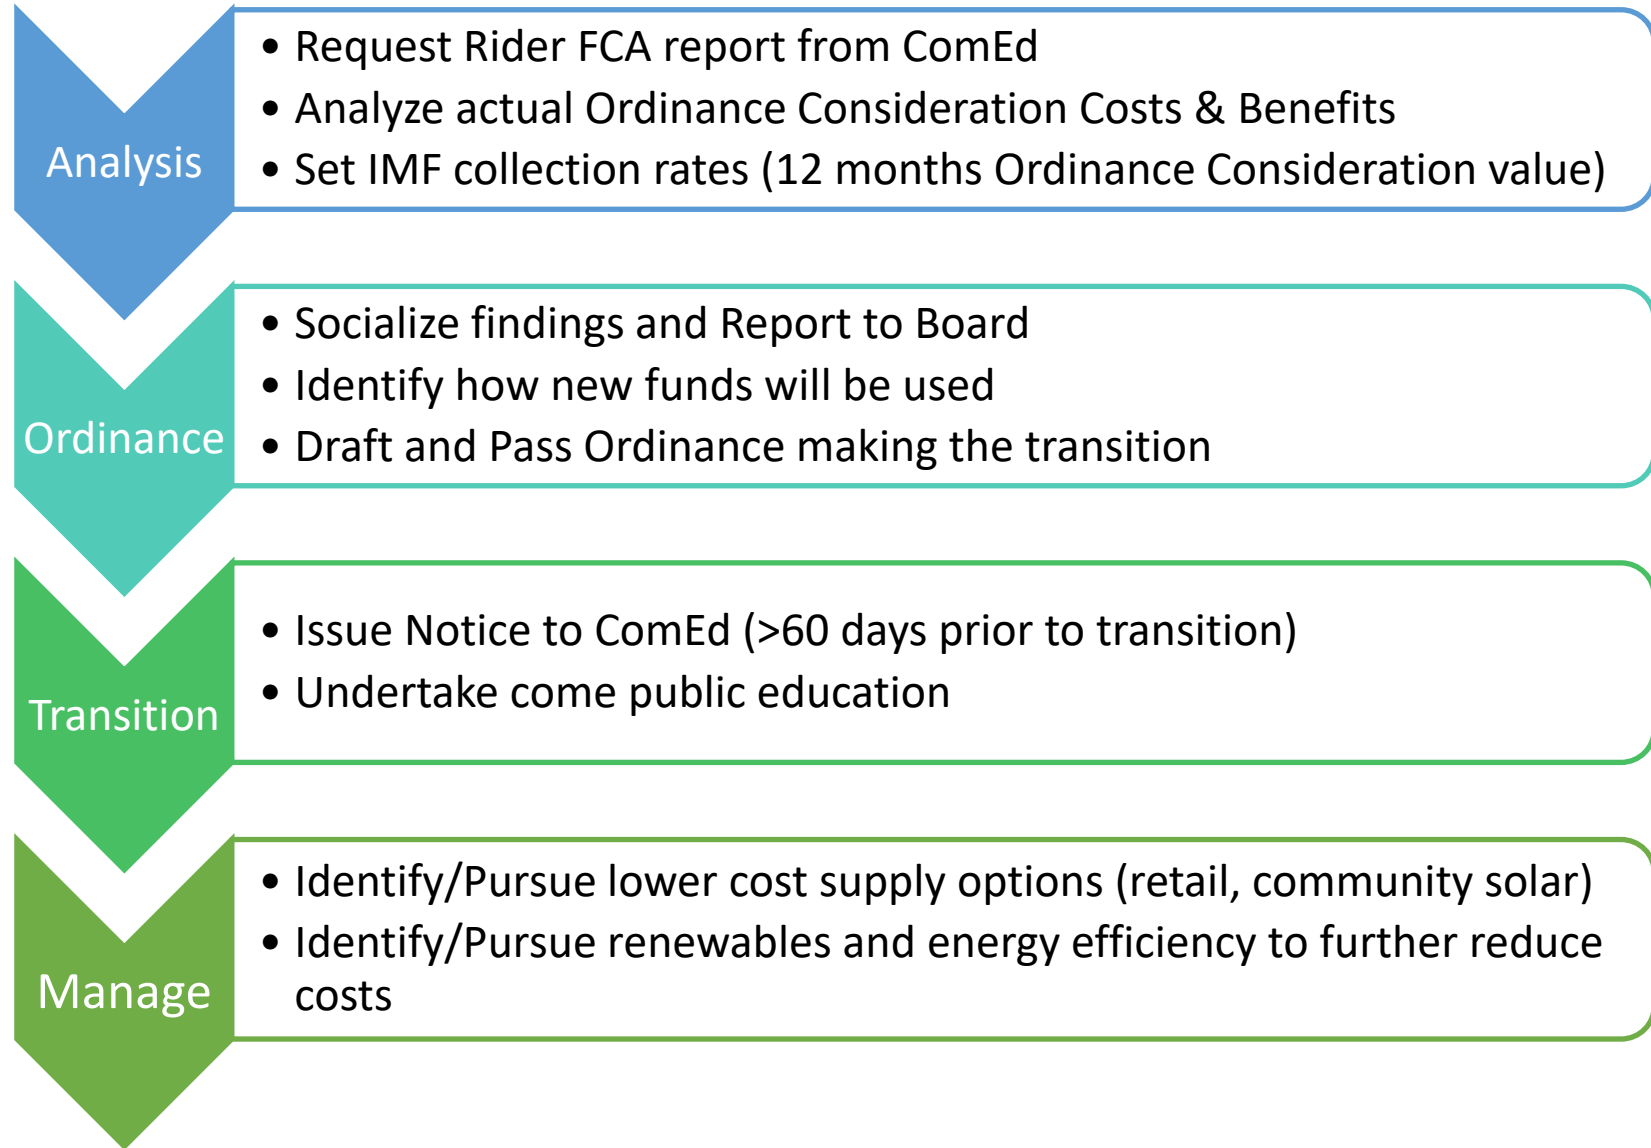 Analysis
• Request Rider FCA report from ComEd
• Analyze actual Ordinance Consideration Costs & Benefits
• Set IMF collection rates (12 months Ordinance Consideration value)
Ordinance
• Socialize findings and Report to Board
• Identify how new funds will be used
• Draft and Pass Ordinance making the transition
Transition
• Issue Notice to ComEd (>60 days prior to transition)
• Undertake come public education
Manage
• Identify/Pursue lower cost supply options (retail, community solar)
• Identify/Pursue renewables and energy efficiency to further reduce
costs